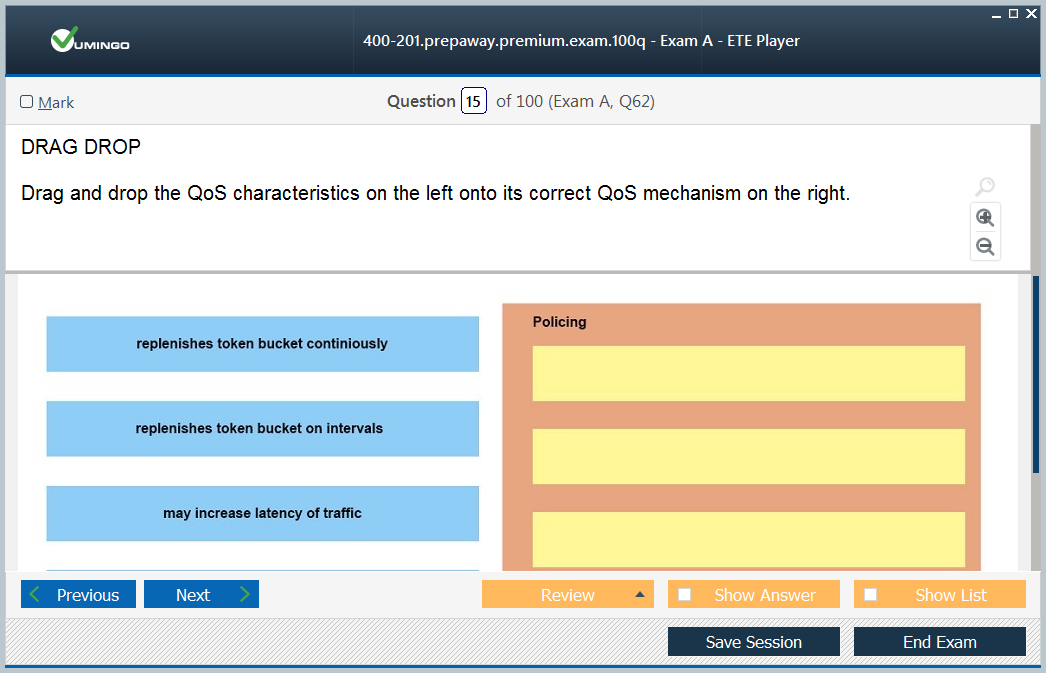 VUMINGO
400-201.prepaway.premium.exam.100q - Exam A - ETE Player
Mark
Question 15 of 100 (Exam A, Q62)
DRAG DROP
Drag and drop the QoS characteristics on the left onto its correct QoS mechanism on the right.
Policing
replenishes token bucket continiously
replenishes token bucket on intervals
may increase latency of traffic
Previous
Next
Review
Show Answer
Show List
Save Session
End Exam